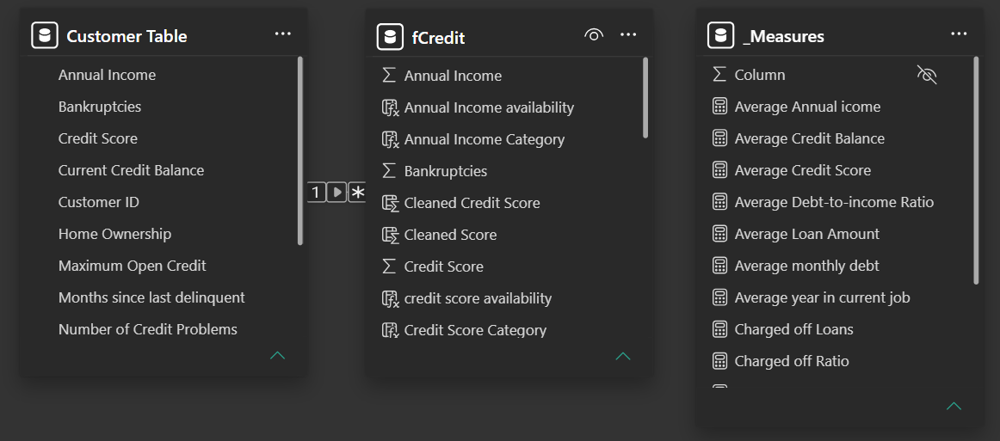 Customer Table
Annual Income
Bankruptcies
Credit Score
Current Credit Balance
Customer ID
Home Ownership
Maximum Open Credit
Months since last delinquent
Number of Credit Problems
1
*
fCredit
Annual Income
Annual Income availability
Annual Income Category
Bankruptcies
Cleaned Credit Score
Cleaned Score
Credit Score
credit score availability
Credit Score Category
_Measures
Column
Average Annual icome
Average Credit Balance
Average Credit Score
Average Debt-to-income Ratio
Average Loan Amount
Average monthly debt
Average year in current job
Charged off Loans
Charged off Ratio